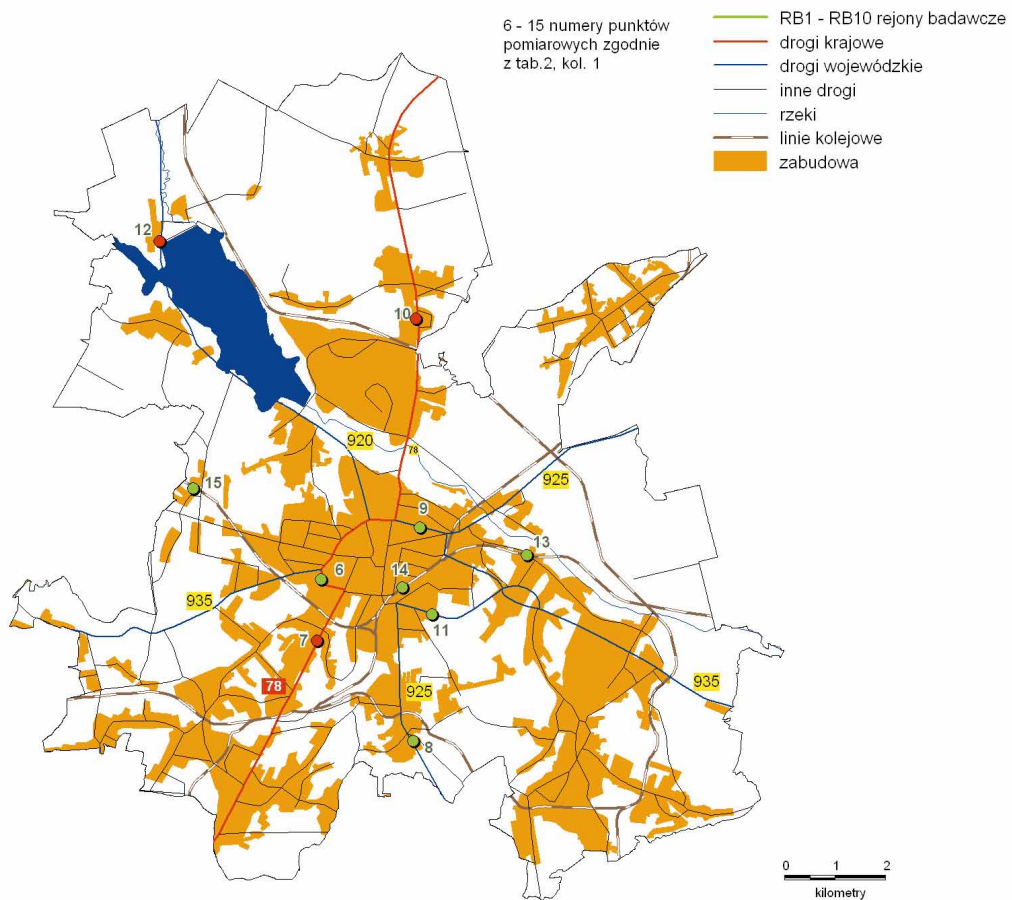 6 - 15 numery punktów
pomiarowych zgodnie
z tab.2, kol. 1
RB1 - RB10 rejony badawcze
drogi krajowe
drogi wojewódzkie
inne drogi
rzeki
linie kolejowe
zabudowa
12
10
920
78
925
15
9
13
6
14
935
11
7
78
925
935
8
0 1 2
kilometry